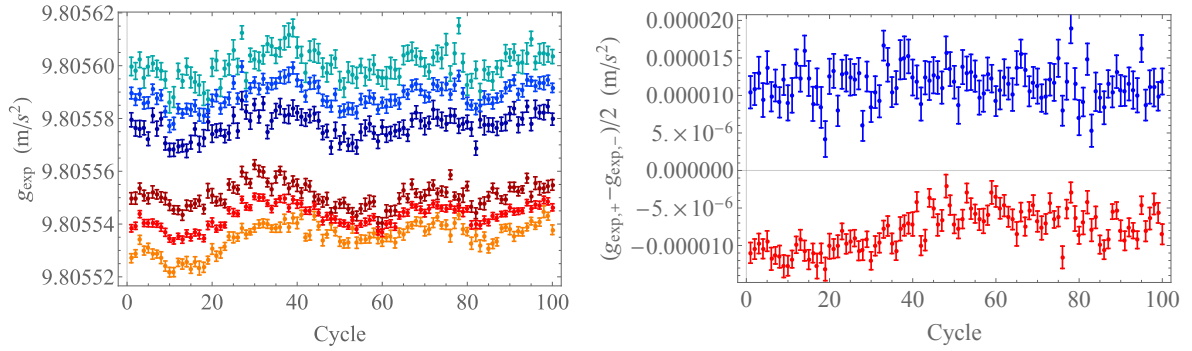 9.80562
9.80560
9.80558
9.80556
9.80554
9.80552
g_exp (m/s²)
0 20 40 60 80 100
Cycle
0.000015
0.000010
5.×10⁻⁶
0.000000
-5.×10⁻⁶
-0.000010
(g_exp,+−g_exp,−)/2 (m/s²)
0 20 40 60 80 100
Cycle
0.000020